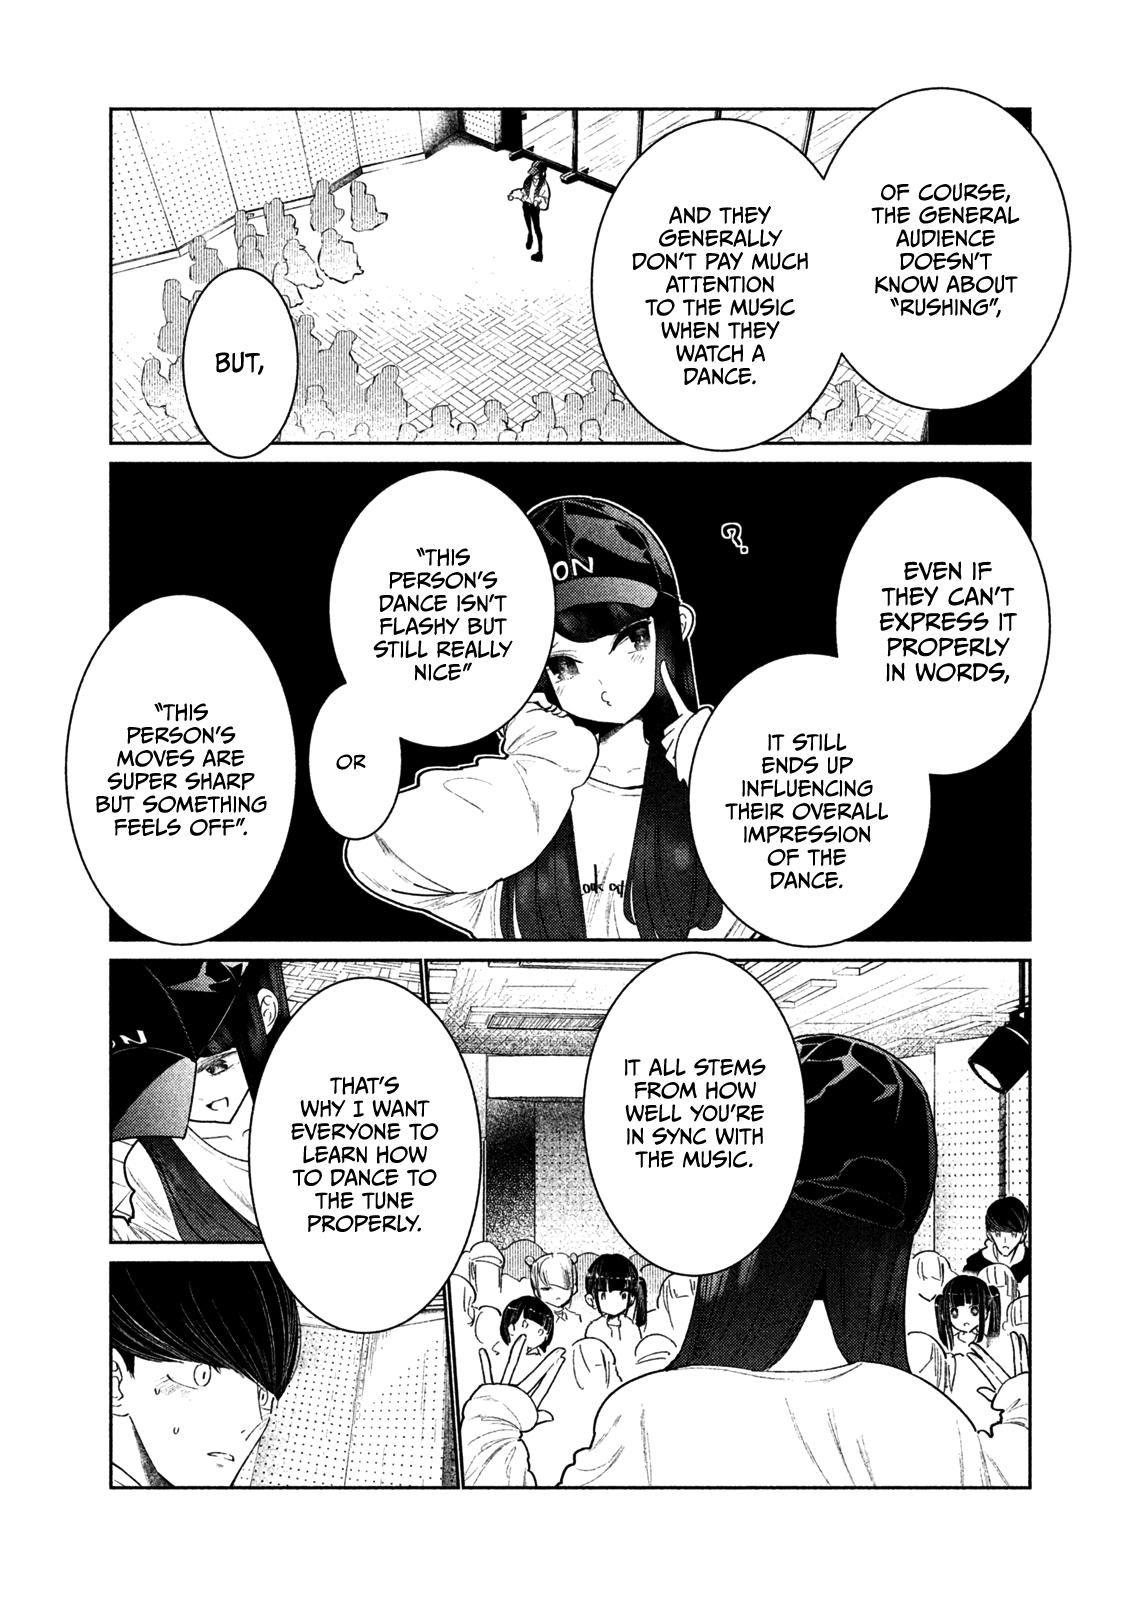 OF COURSE,
THE GENERAL
AUDIENCE
DOESN'T
KNOW ABOUT
"RUSHING",
AND THEY
GENERALLY
DON'T PAY MUCH
ATTENTION
TO THE MUSIC
WHEN THEY
WATCH A
DANCE.
BUT,
EVEN IF
THEY CAN'T
EXPRESS IT
PROPERLY
IN WORDS,
IT STILL
ENDS UP
INFLUENCING
THEIR OVERALL
IMPRESSION
OF THE
DANCE.
?
ON
"THIS
PERSON'S
DANCE ISN'T
FLASHY BUT
STILL REALLY
NICE"
OR
"THIS
PERSON'S
MOVES ARE
SUPER SHARP
BUT SOMETHING
FEELS OFF".
IT ALL STEMS
FROM HOW
WELL YOU'RE
IN SYNC WITH
THE MUSIC.
THAT'S
WHY I WANT
EVERYONE TO
LEARN HOW
TO DANCE TO
THE TUNE
PROPERLY.
ON